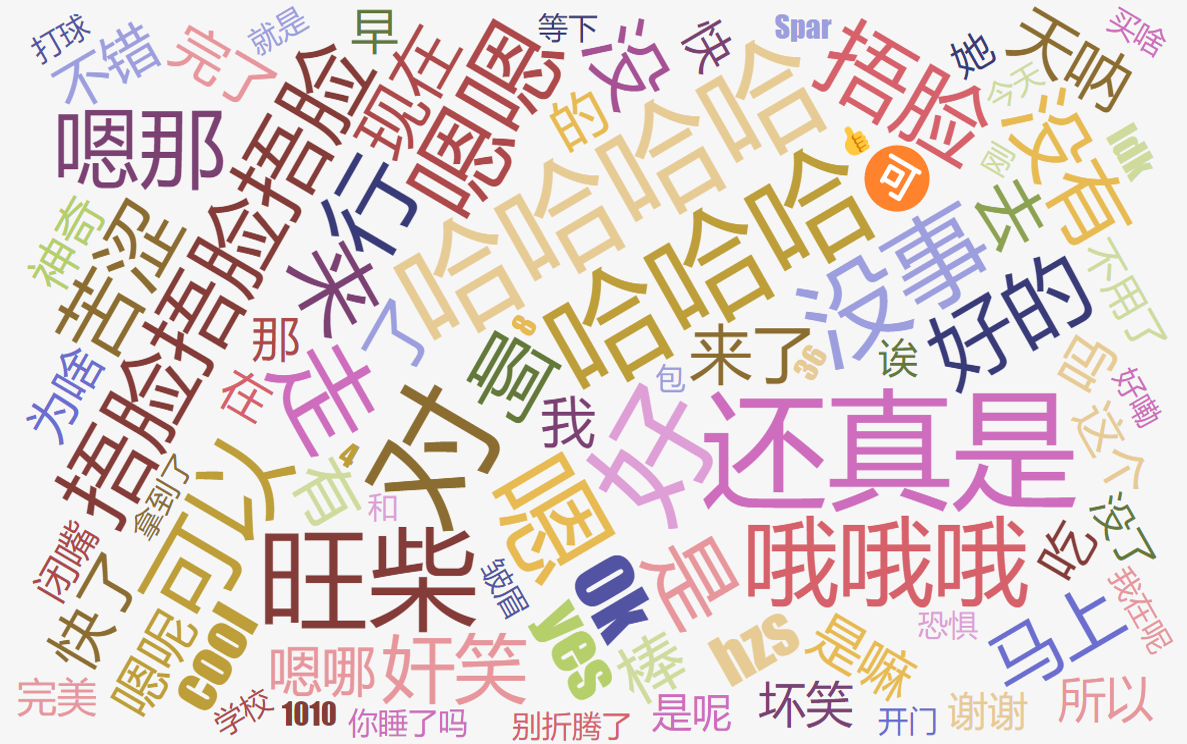 打球
不错
完了
就是
早
等下
没
快
Spar
捂脸
她
天呐
买啥
嗯那
捂脸捂脸捂脸捂脸
现在
嗯嗯
的
哈哈哈哈
👍
可
今天
没有
刚
lpk
行
来
了
哈哈哈
没事
去
不用了
神奇
苦涩
那
哥
8
来了
36
诶
好的
吗
好嘞
为啥
在
走
对
我
包
好
还真是
这个
拿到了
可以
有
4
和
嗯
哦哦哦
吃
没了
闭嘴
快了
旺柴
皱眉
ok
是
恐惧
马上
我在呢
嗯呢
cool
嗯哪
奸笑
yes
棒
hzs
是嘛
完美
学校
1010
你睡了吗
别折腾了
是呢
坏笑
开门
谢谢
所以